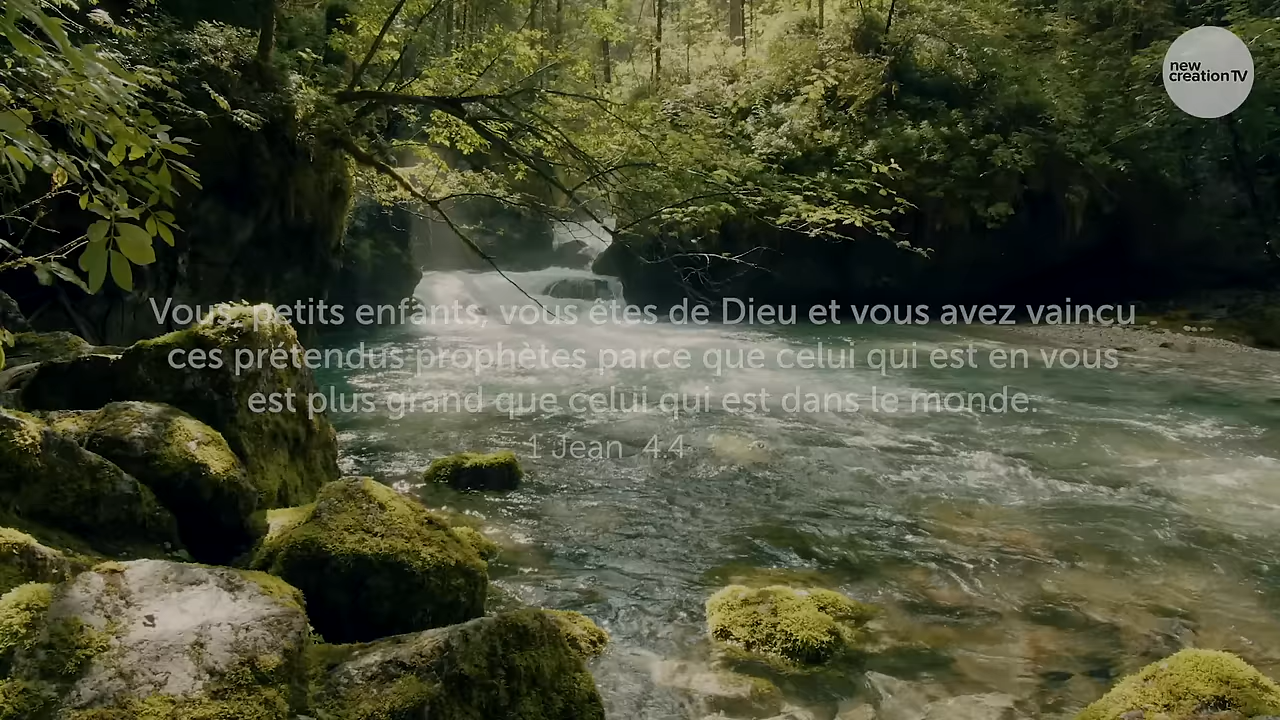 new
creation TV
Vous, petits enfants, vous êtes de Dieu et vous avez vaincu
ces prétendus prophètes parce que celui qui est en vous
est plus grand que celui qui est dans le monde.
1 Jean 4.4